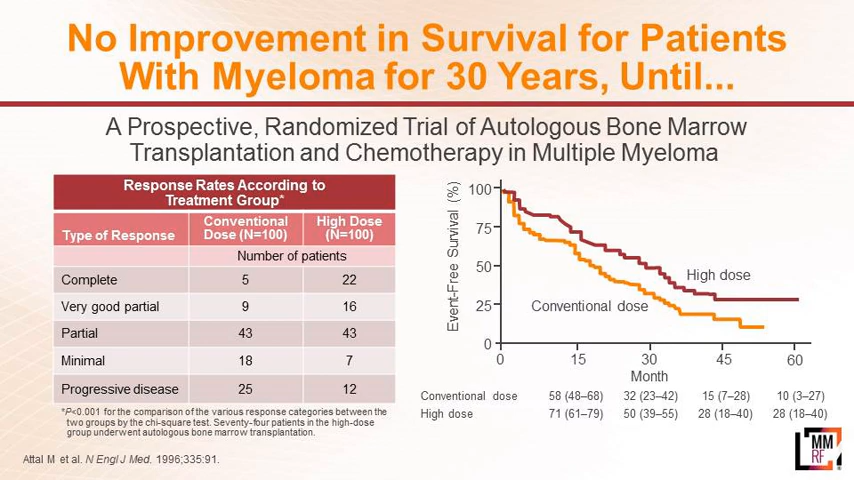 No Improvement in Survival for Patients
With Myeloma for 30 Years, Until...
A Prospective, Randomized Trial of Autologous Bone Marrow
Transplantation and Chemotherapy in Multiple Myeloma
Response Rates According to
Treatment Group*
Type of Response
Conventional
Dose (N=100)
High Dose
(N=100)
Number of patients
Complete 5 22
Very good partial 9 16
Partial 43 43
Minimal 18 7
Progressive disease 25 12
*P<0.001 for the comparison of the various response categories between the
two groups by the chi-square test. Seventy-four patients in the high-dose
group underwent autologous bone marrow transplantation.
Event-Free Survival (%)
100
75
50
25
0
High dose
Conventional dose
0 15 30 45 60
Month
Conventional dose 58 (48–68) 32 (23–42) 15 (7–28) 10 (3–27)
High dose 71 (61–79) 50 (39–55) 28 (18–40) 28 (18–40)
Attal M et al. N Engl J Med. 1996;335:91.
MM
RF